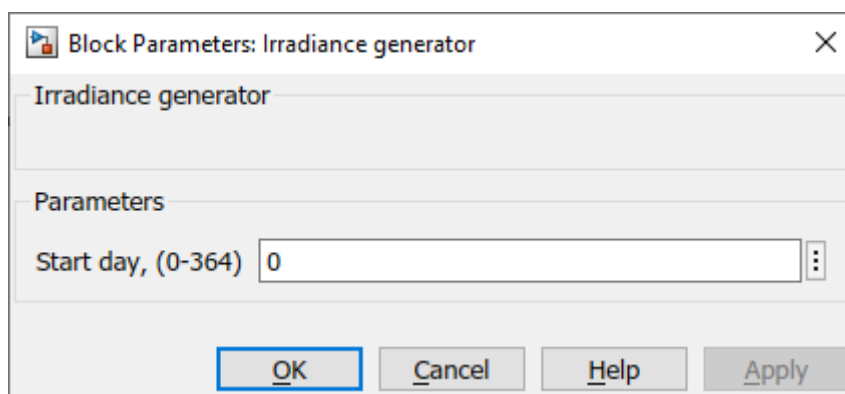 Block Parameters: Irradiance generator
Irradiance generator
Parameters
Start day, (0-364) 0
OK Cancel Help Apply